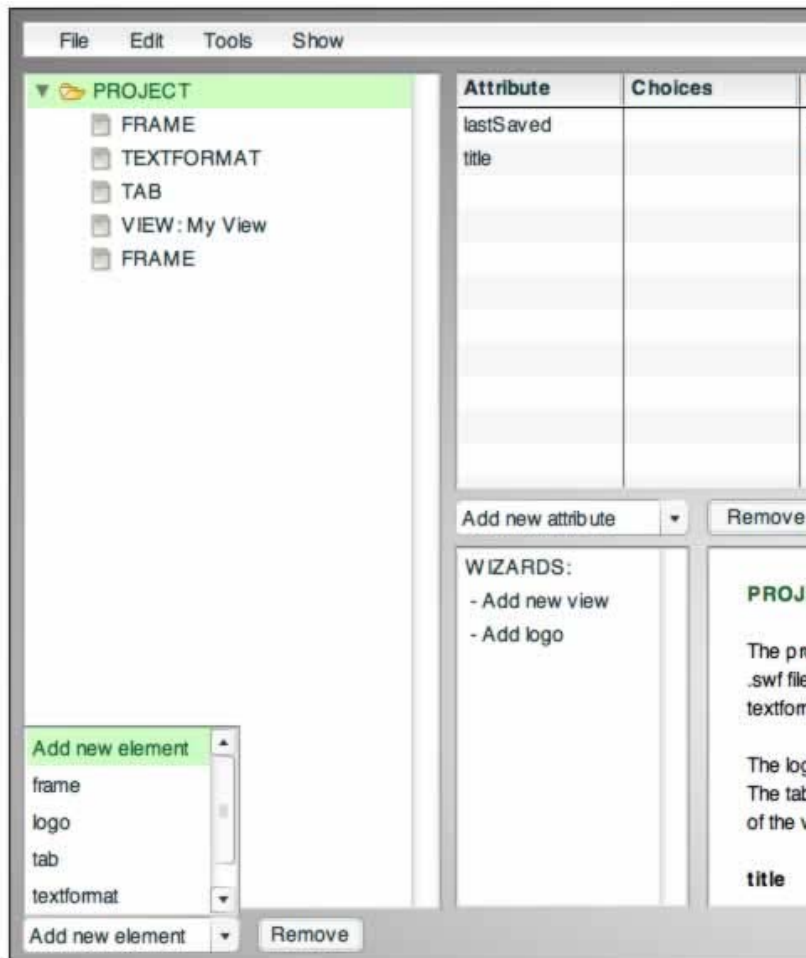 File Edit Tools Show
PROJECT
FRAME
TEXTFORMAT
TAB
VIEW: My View
FRAME
Attribute Choices
lastSaved
title
Add new attribute Remove
WIZARDS:
- Add new view
- Add logo
PROJ
The pr
.swf file
textform
The log
The tab
of the v
title
Add new element
frame
logo
tab
textformat
Add new element Remove